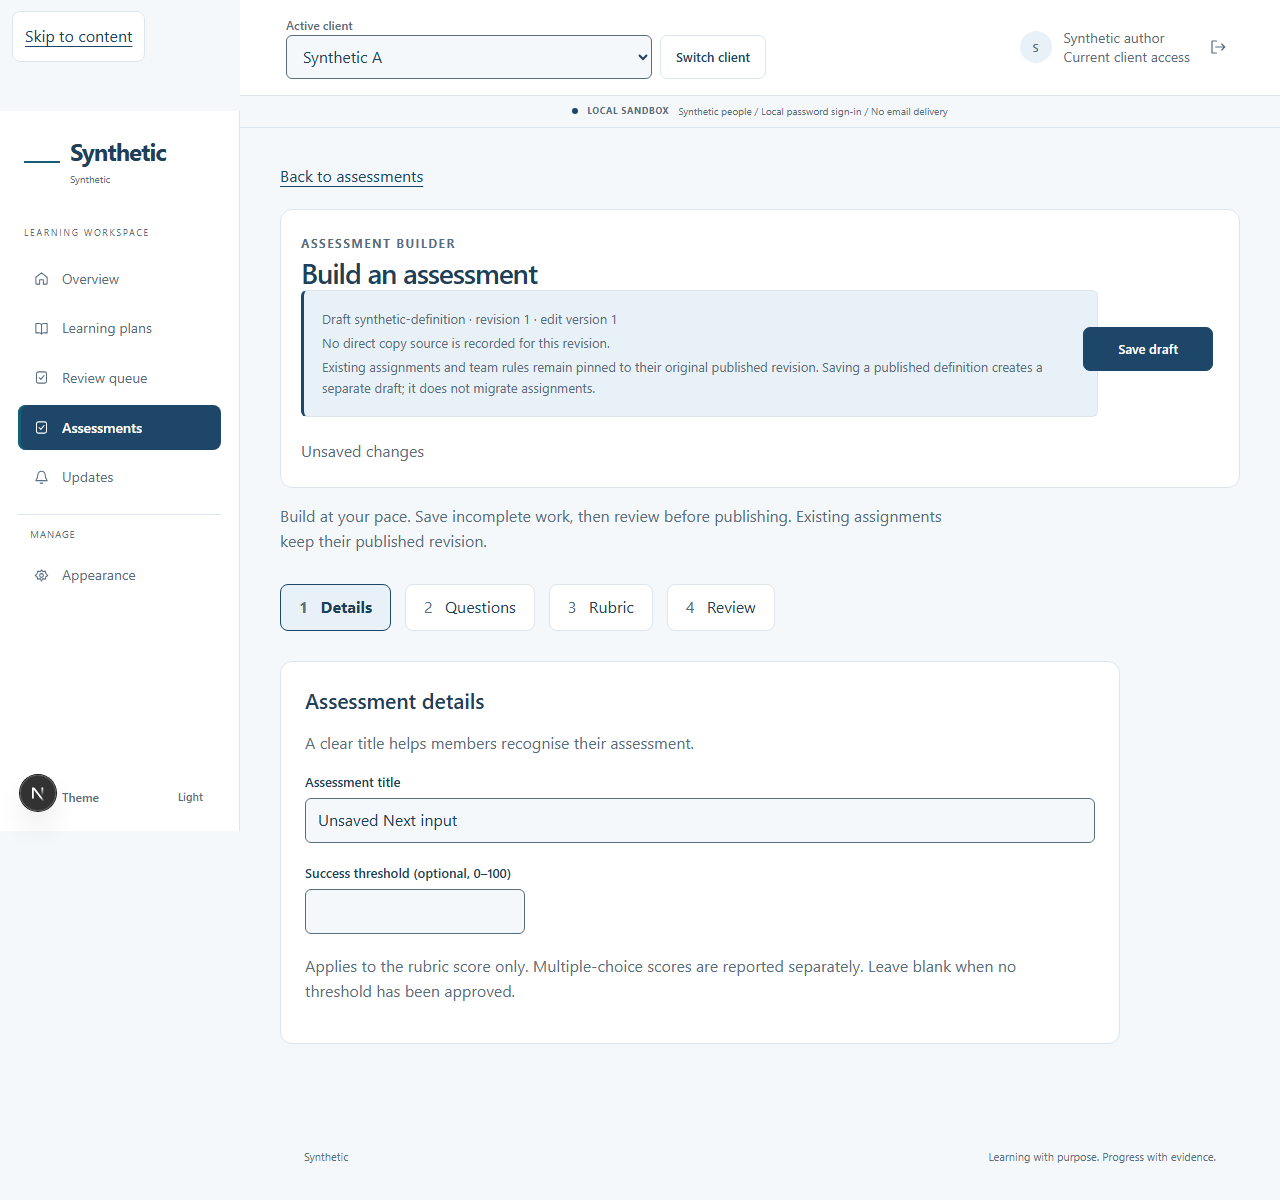 Skip to content
Active client
Synthetic A
Switch client
S
Synthetic author
Current client access
LOCAL SANDBOX Synthetic people / Local password sign-in / No email delivery
Synthetic
Synthetic
LEARNING WORKSPACE
Overview
Learning plans
Review queue
Assessments
Updates
MANAGE
Appearance
N
Theme
Light
Back to assessments
ASSESSMENT BUILDER
Build an assessment
Draft synthetic-definition · revision 1 · edit version 1
No direct copy source is recorded for this revision.
Existing assignments and team rules remain pinned to their original published revision. Saving a published definition creates a
separate draft; it does not migrate assignments.
Save draft
Unsaved changes
Build at your pace. Save incomplete work, then review before publishing. Existing assignments
keep their published revision.
1 Details
2 Questions
3 Rubric
4 Review
Assessment details
A clear title helps members recognise their assessment.
Assessment title
Unsaved Next input
Success threshold (optional, 0–100)
Applies to the rubric score only. Multiple-choice scores are reported separately. Leave blank when no
threshold has been approved.
Synthetic
Learning with purpose. Progress with evidence.